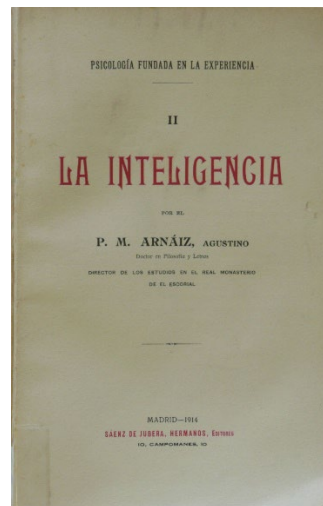 PSICOLOGÍA FUNDADA EN LA EXPERIENCIA
II
LA INTELIGENCIA
POR EL
P. M. ARNÁIZ, AGUSTINO
Doctor en Filosofía y Letras
DIRECTOR DE LOS ESTUDIOS EN EL REAL MONASTERIO
DE EL ESCORIAL
MADRID—1914
SÁENZ DE JUBERA, HERMANOS, EDITORES
10, CAMPOMANES, 10